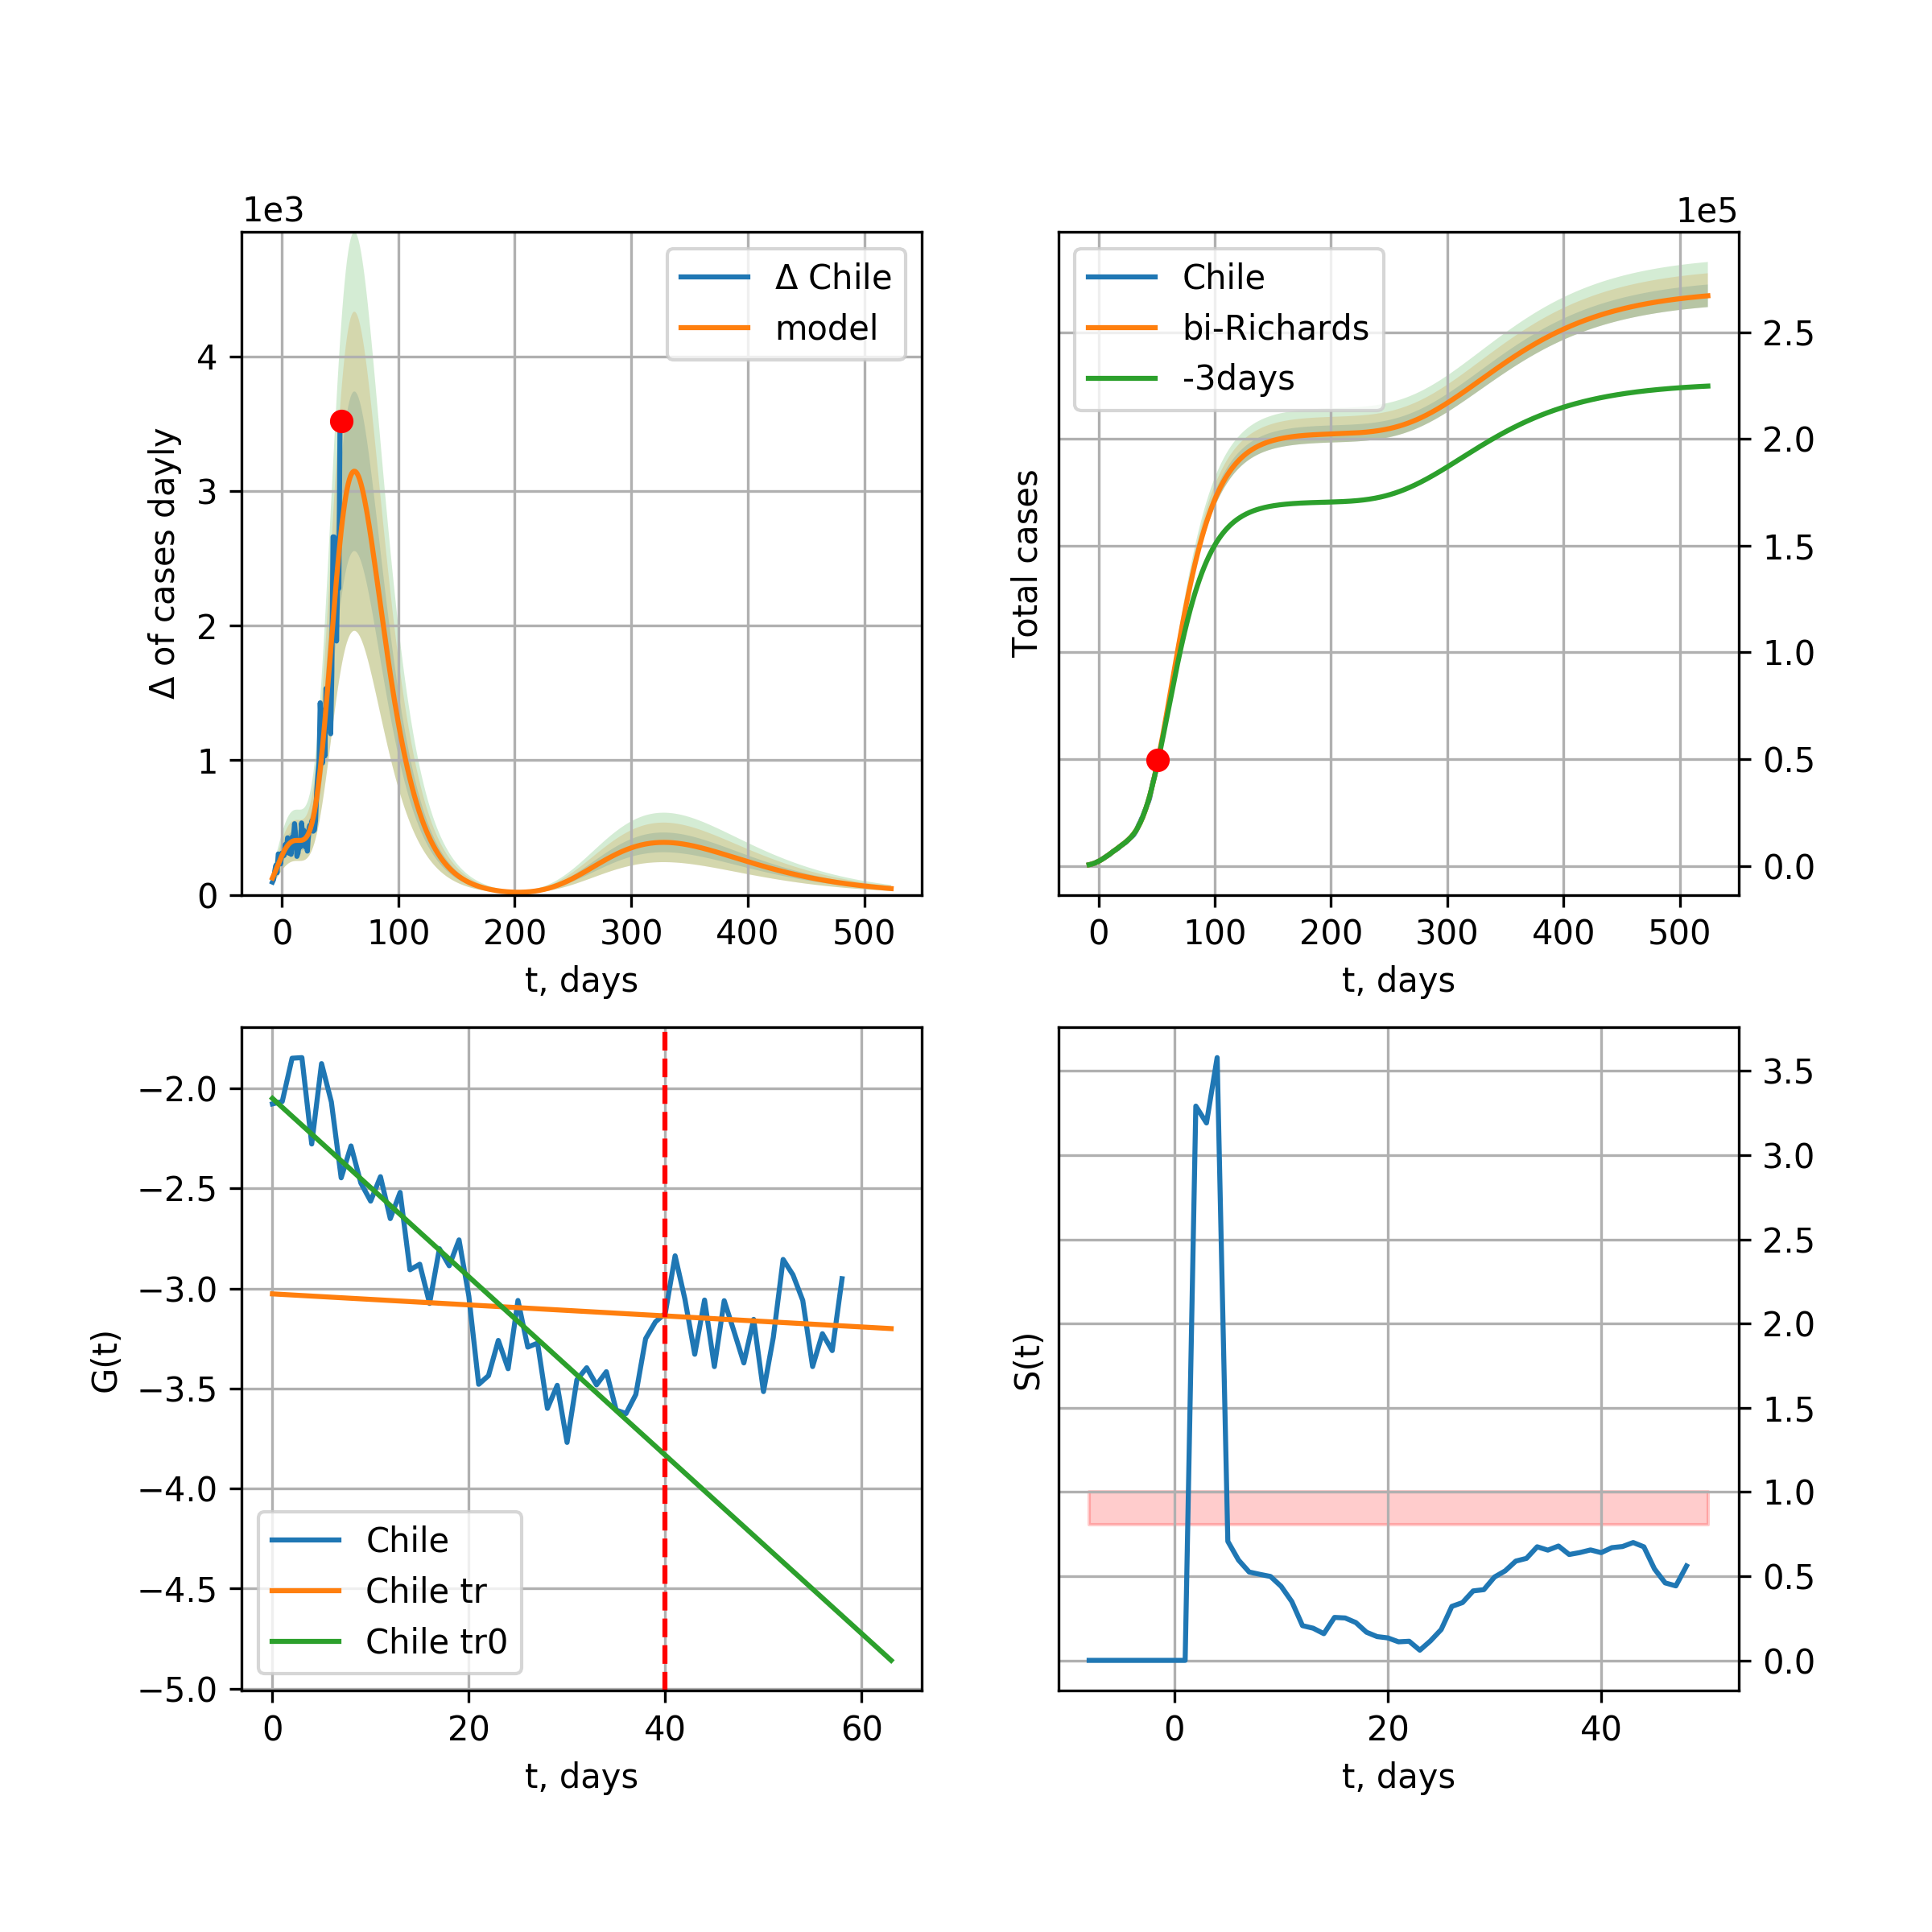 1e3
Δ Chile
model
4
3
2
1
0
Δ of cases dayly
0 100 200 300 400 500
t, days
1e5
Chile
bi-Richards
-3days
2.5
2.0
1.5
1.0
0.5
0.0
Total cases
0 100 200 300 400 500
t, days
−2.0
−2.5
−3.0
−3.5
−4.0
−4.5
−5.0
G(t)
Chile
Chile tr
Chile tr0
0 20 40 60
t, days
3.5
3.0
2.5
2.0
1.5
1.0
0.5
0.0
S(t)
0 20 40
t, days